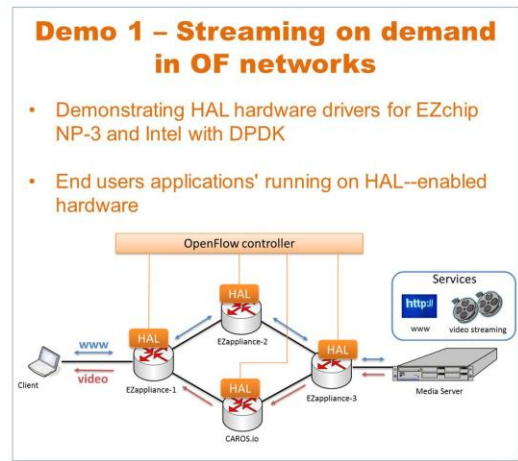 Demo 1 – Streaming on demand
in OF networks
• Demonstrating HAL hardware drivers for EZchip
NP-3 and Intel with DPDK
• End users applications' running on HAL--enabled
hardware
OpenFlow controller
Services
http://
www
video streaming
HAL
EZappliance-2
HAL
HAL
www
video
Client
EZappliance-1
EZappliance-3
Media Server
HAL
CAROS.io